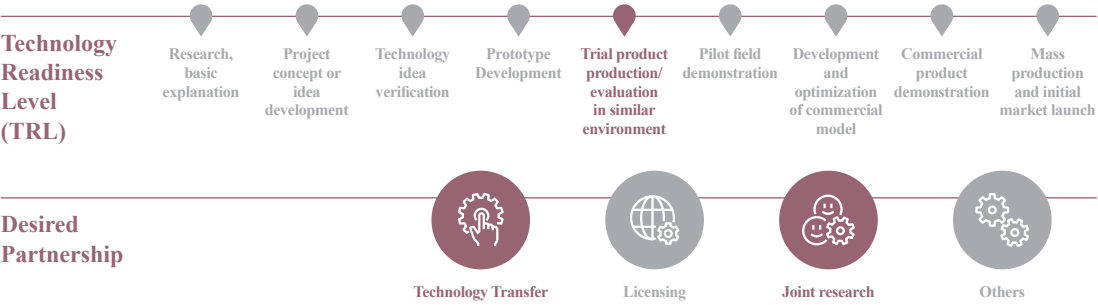 Technology
Readiness
Level
(TRL)
Research,
basic
explanation
Project
concept or
idea
development
Technology
idea
verification
Prototype
Development
Trial product
production/
evaluation
in similar
environment
Pilot field
demonstration
Development
and
optimization
of commercial
model
Commercial
product
demonstration
Mass
production
and initial
market launch
Desired
Partnership
Technology Transfer
Licensing
Joint research
Others